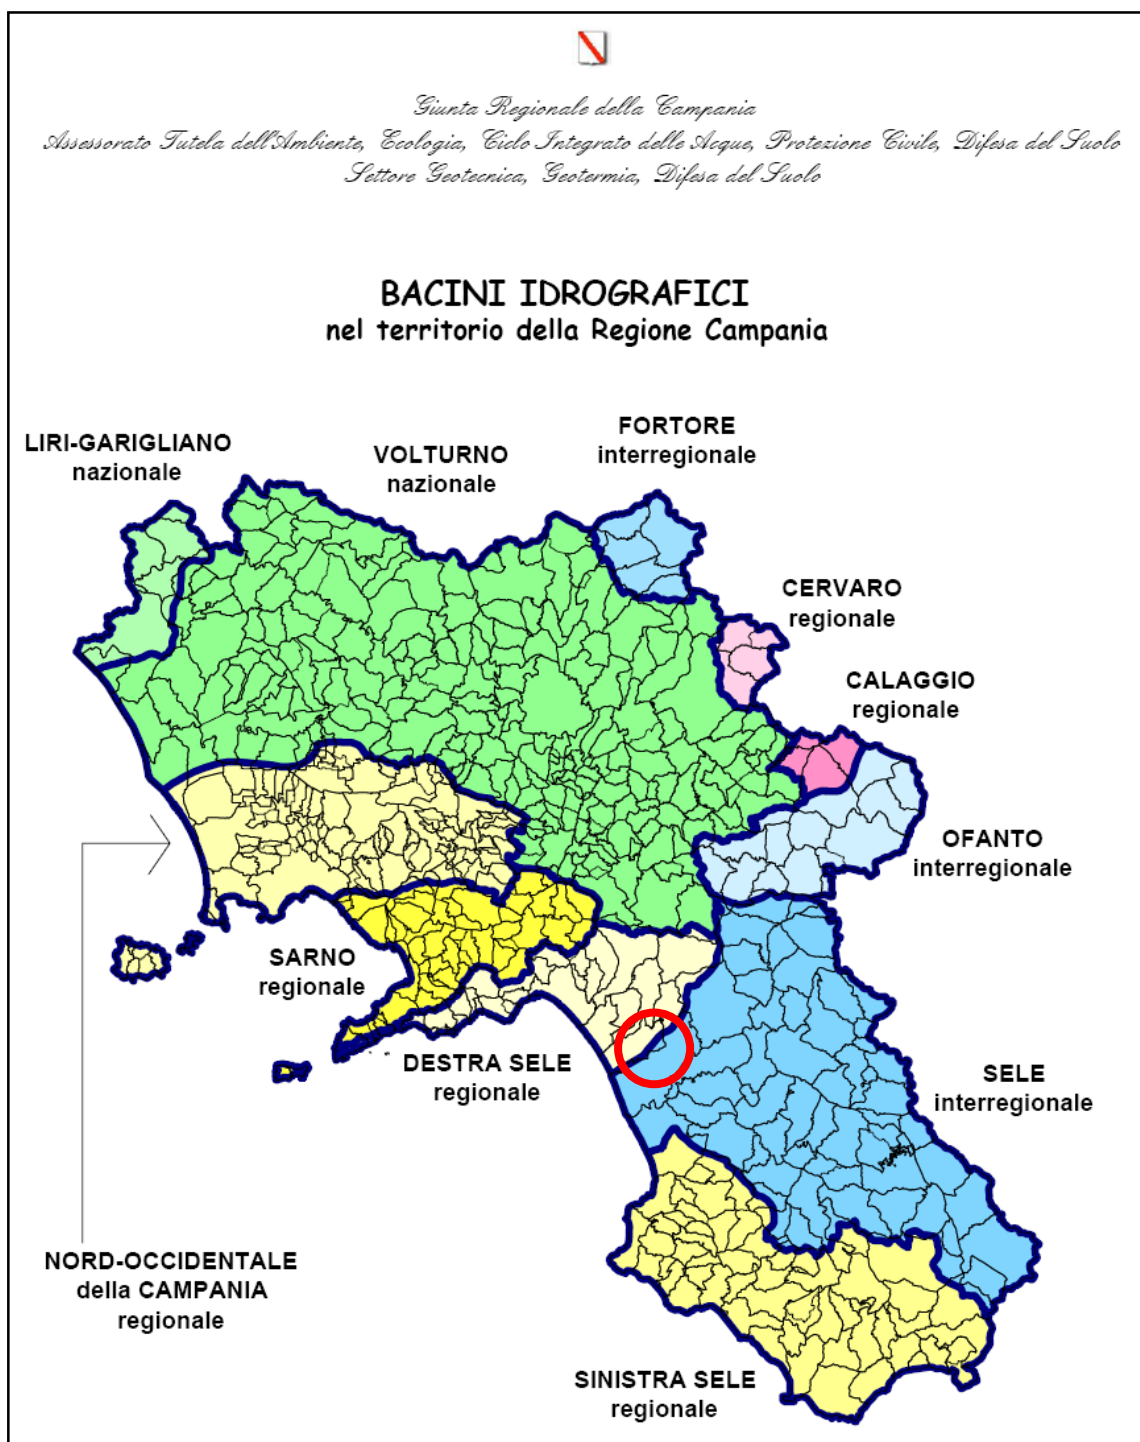 Giunta Regionale della Campania
Assessorato Tutela dell'Ambiente, Ecologia, Ciclo Integrato delle Acque, Protezione Civile, Difesa del Suolo
Settore Geotecnica, Geotermia, Difesa del Suolo
BACINI IDROGRAFICI
nel territorio della Regione Campania
LIRI-GARIGLIANO
nazionale
VOLTURNO
nazionale
FORTORE
interregionale
CERVARO
regionale
CALAGGIO
regionale
OFANTO
interregionale
SARNO
regionale
DESTRA SELE
regionale
SELE
interregionale
NORD-OCCIDENTALE
della CAMPANIA
regionale
SINISTRA SELE
regionale